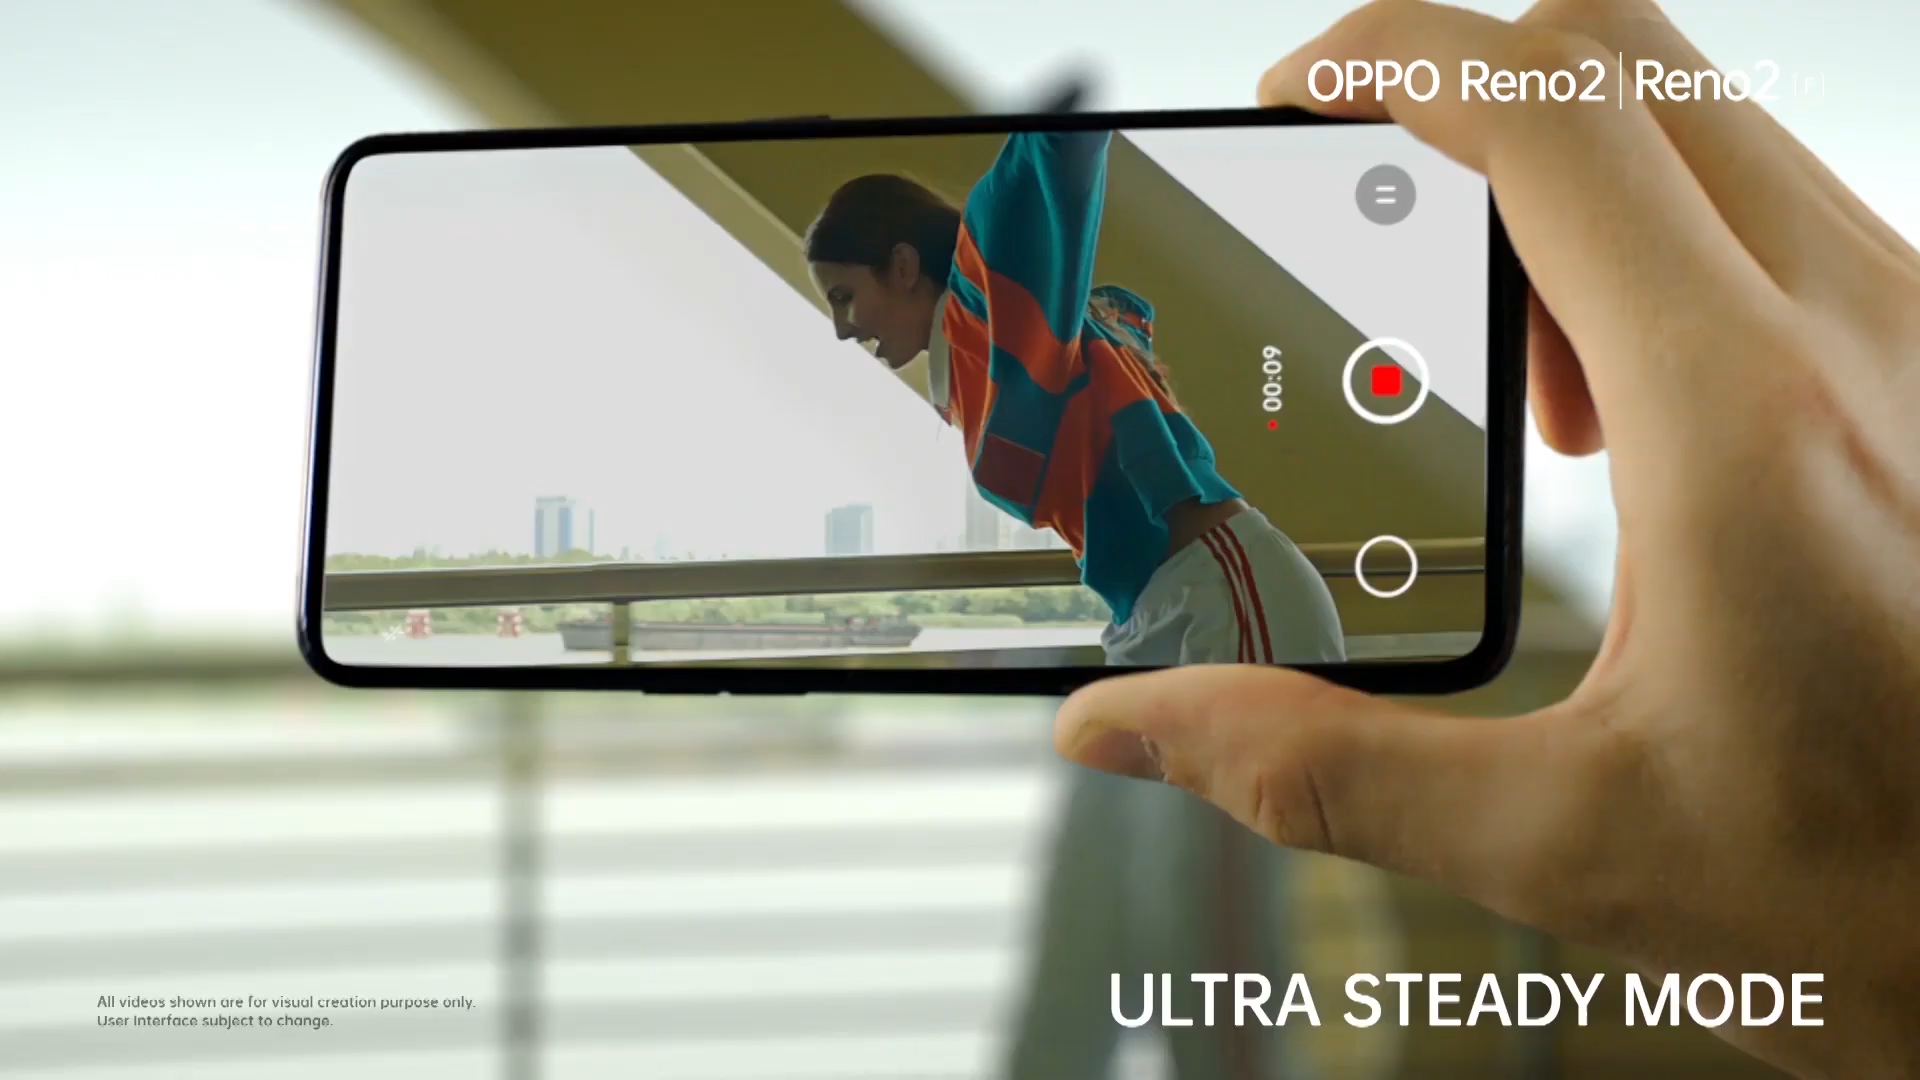 OPPO Reno2 | Reno2 F
00:09
ULTRA STEADY MODE
All videos shown are for visual creation purpose only.
User Interface subject to change.